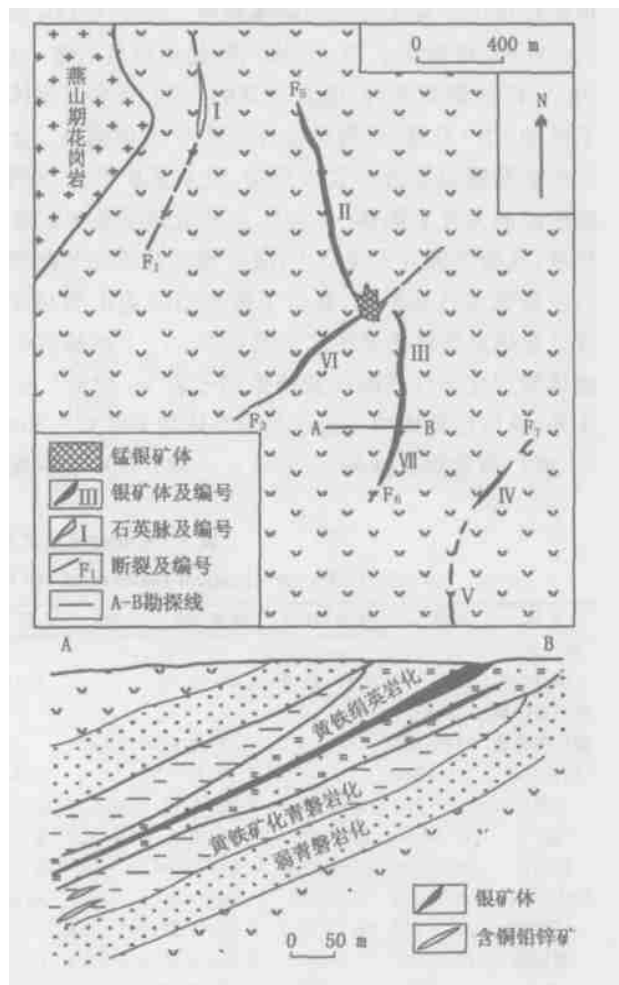 0 400 m
燕山期花岗岩
I
F5
N
II
F1
III
VI
F3
A B
F7
VII
F6
IV
V
锰银矿体
III 银矿体及编号
I 石英脉及编号
F1 断裂及编号
A-B勘探线
A B
黄铁绢英岩化
黄铁矿化青磐岩化
弱青磐岩化
银矿体
含铜铅锌矿
0 50 m